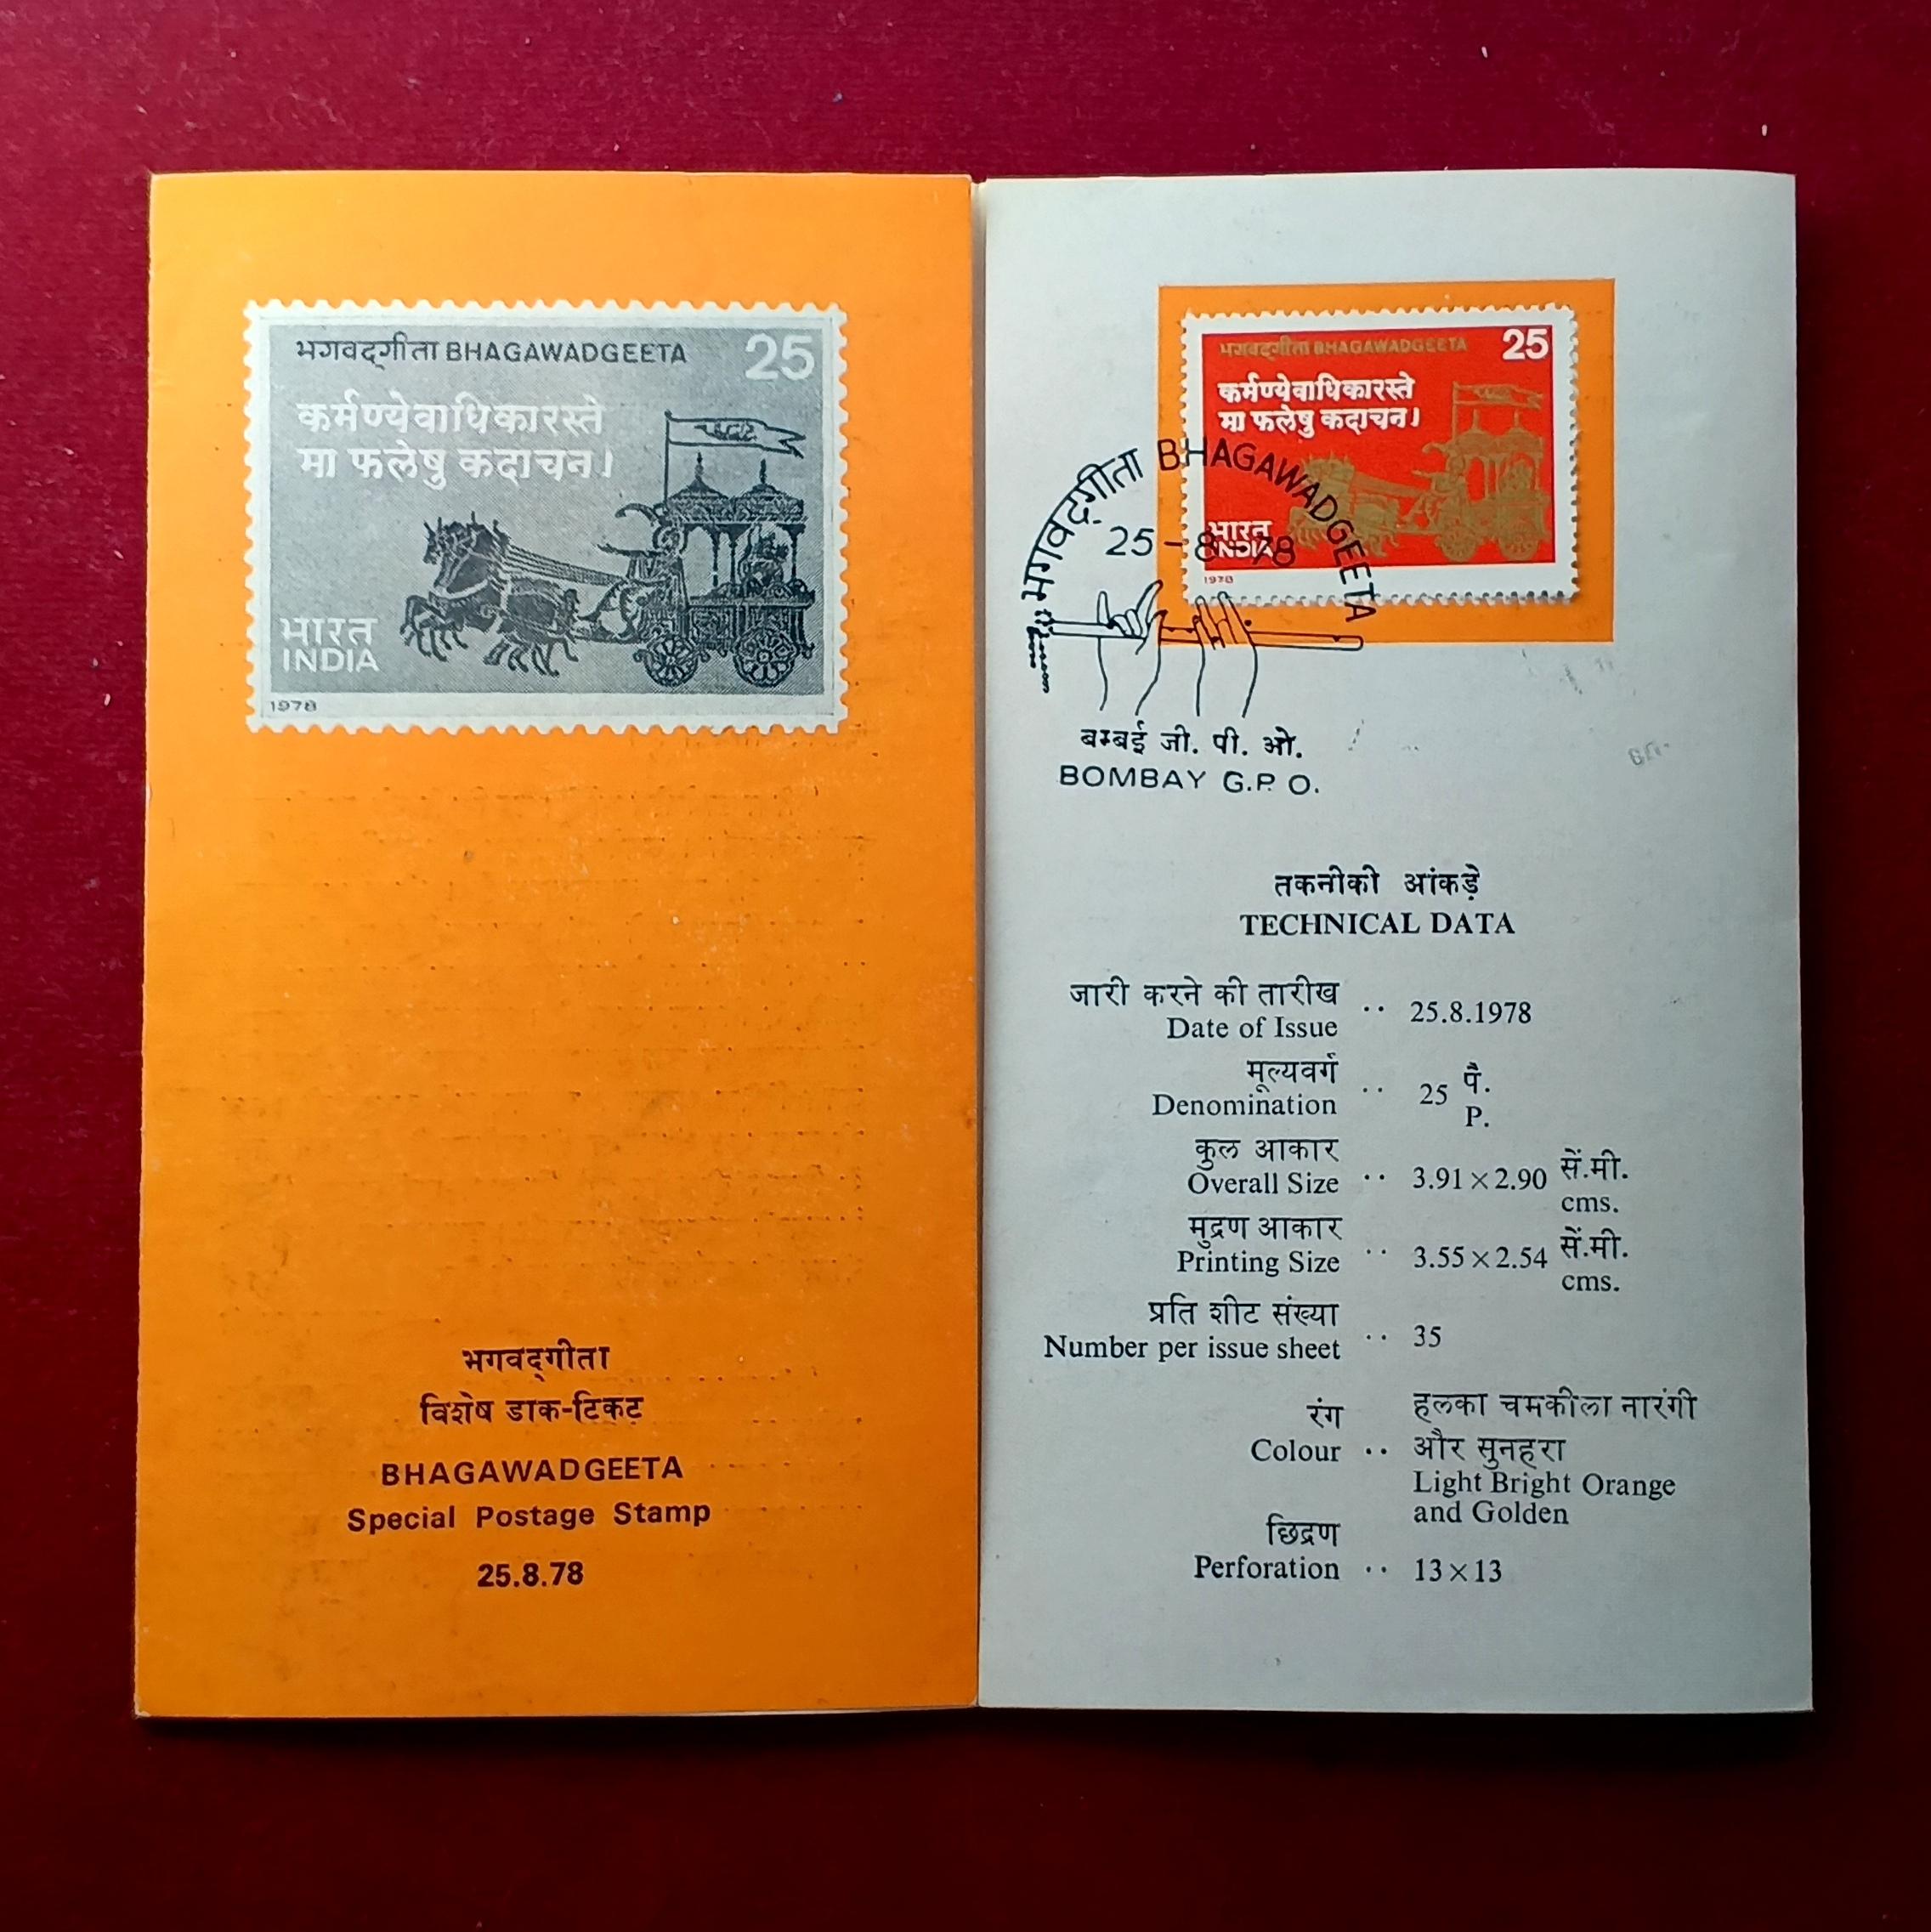 भगवद्‌गीता BHAGAWADGEETA 25
कर्मण्येवाधिकारस्ते
मा फलेषु कदाचन।
भारत
INDIA
1978
भगवद्‌गीता
विशेष डाक-टिकट
BHAGAWADGEETA
Special Postage Stamp
25.8.78
भगवद्‌गीता BHAGAWADGEETA 25
कर्मण्येवाधिकारस्ते
मा फलेषु कदाचन।
भारत
INDIA
1978
भगवद्‌गीता BHAGAWADGEETA
25-8-78
बम्बई जी. पी. ओ.
BOMBAY G.P.O.
तकनीकी आंकड़े
TECHNICAL DATA
जारी करने की तारीख
Date of Issue .. 25.8.1978
मूल्यवर्ग
Denomination .. 25 पै.
P.
कुल आकार
Overall Size .. 3.91×2.90 सें.मी.
cms.
मुद्रण आकार
Printing Size .. 3.55×2.54 सें.मी.
cms.
प्रति शीट संख्या
Number per issue sheet .. 35
रंग हलका चमकीला नारंगी
Colour .. और सुनहरा
Light Bright Orange
and Golden
छिद्रण
Perforation .. 13×13